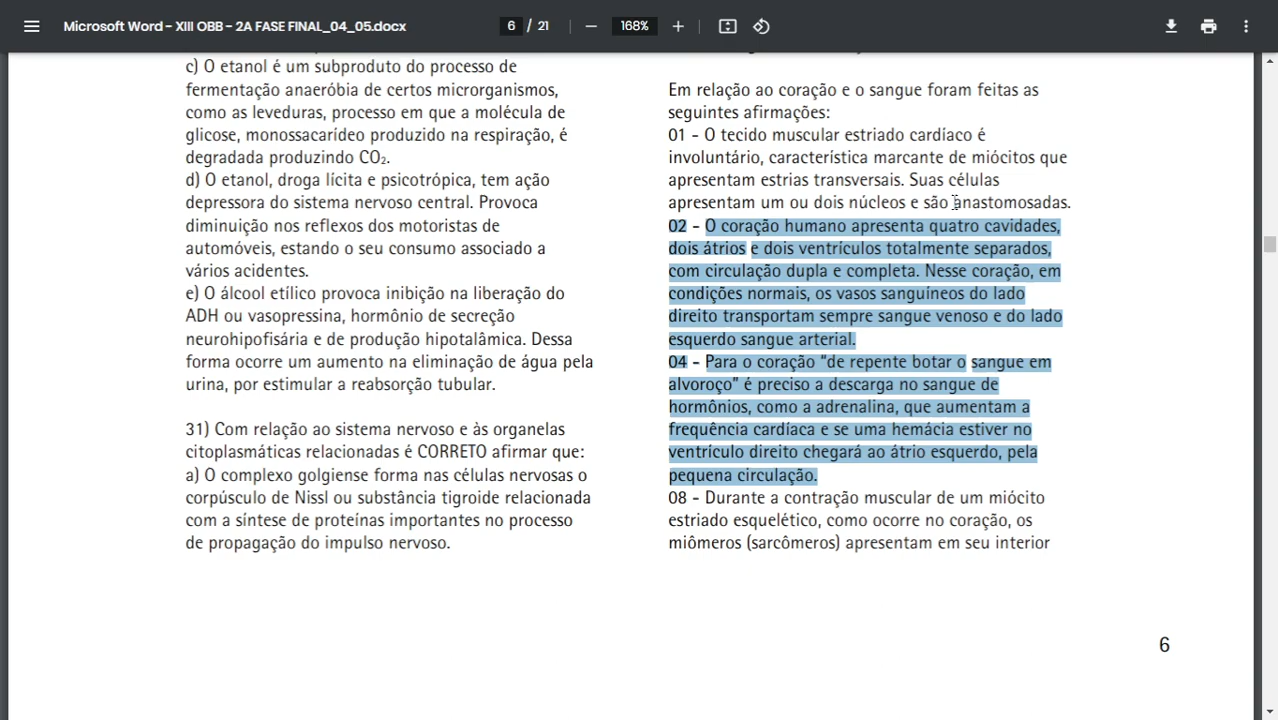 Microsoft Word - XIII OBB - 2A FASE FINAL_04_05.docx
6 / 21
168%
c) O etanol é um subproduto do processo de
fermentação anaeróbia de certos microrganismos,
como as leveduras, processo em que a molécula de
glicose, monossacarídeo produzido na respiração, é
degradada produzindo CO₂.
d) O etanol, droga lícita e psicotrópica, tem ação
depressora do sistema nervoso central. Provoca
diminuição nos reflexos dos motoristas de
automóveis, estando o seu consumo associado a
vários acidentes.
e) O álcool etílico provoca inibição na liberação do
ADH ou vasopressina, hormônio de secreção
neurohipofisária e de produção hipotalâmica. Dessa
forma ocorre um aumento na eliminação de água pela
urina, por estimular a reabsorção tubular.
31) Com relação ao sistema nervoso e às organelas
citoplasmáticas relacionadas é CORRETO afirmar que:
a) O complexo golgiense forma nas células nervosas o
corpúsculo de Nissl ou substância tigroide relacionada
com a síntese de proteínas importantes no processo
de propagação do impulso nervoso.
Em relação ao coração e o sangue foram feitas as
seguintes afirmações:
01 - O tecido muscular estriado cardíaco é
involuntário, característica marcante de miócitos que
apresentam estrias transversais. Suas células
apresentam um ou dois núcleos e são anastomosadas.
02 - O coração humano apresenta quatro cavidades,
dois átrios e dois ventrículos totalmente separados,
com circulação dupla e completa. Nesse coração, em
condições normais, os vasos sanguíneos do lado
direito transportam sempre sangue venoso e do lado
esquerdo sangue arterial.
04 - Para o coração “de repente botar o sangue em
alvoroço” é preciso a descarga no sangue de
hormônios, como a adrenalina, que aumentam a
frequência cardíaca e se uma hemácia estiver no
ventrículo direito chegará ao átrio esquerdo, pela
pequena circulação.
08 - Durante a contração muscular de um miócito
estriado esquelético, como ocorre no coração, os
miômeros (sarcômeros) apresentam em seu interior
6